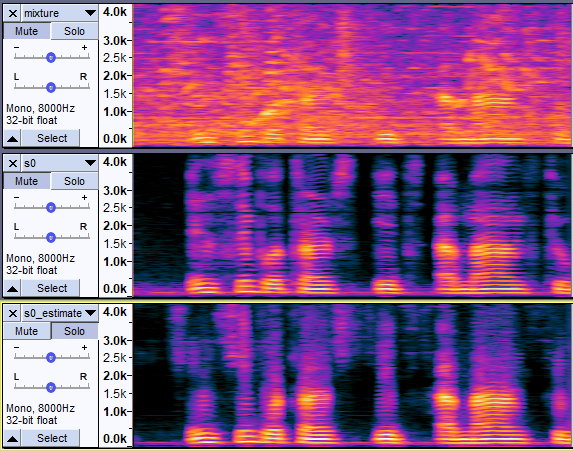 mixture
Mute Solo
- +
L R
Mono, 8000Hz
32-bit float
Select
4.0k
3.0k
2.5k
2.0k
1.5k
1.0k
0.0k
s0
Mute Solo
- +
L R
Mono, 8000Hz
32-bit float
Select
4.0k
3.0k
2.5k
2.0k
1.5k
1.0k
0.0k
s0_estimate
Mute Solo
- +
L R
Mono, 8000Hz
32-bit float
Select
4.0k
3.0k
2.5k
2.0k
1.5k
1.0k
0.0k